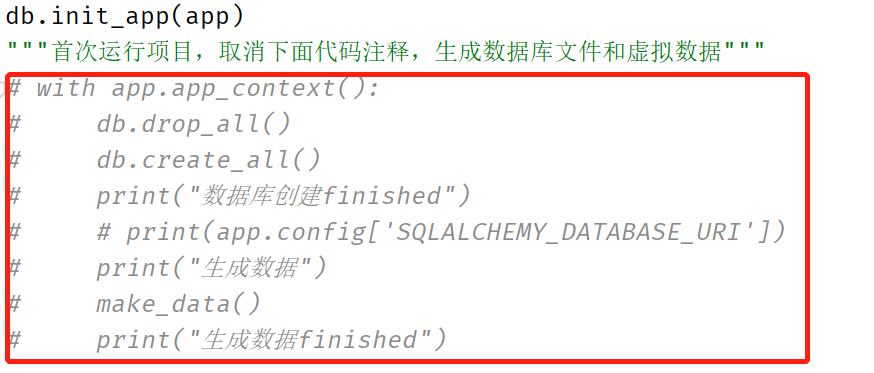 db.init_app(app)
"""首次运行项目，取消下面代码注释，生成数据库文件和虚拟数据"""
# with app.app_context():
#     db.drop_all()
#     db.create_all()
#     print("数据库创建finished")
#     # print(app.config['SQLALCHEMY_DATABASE_URI'])
#     print("生成数据")
#     make_data()
#     print("生成数据finished")